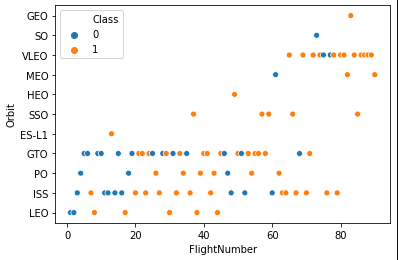 Class
0
1
GEO
SO
VLEO
MEO
HEO
SSO
ES-L1
GTO
PO
ISS
LEO
Orbit
0
20
40
60
80
FlightNumber